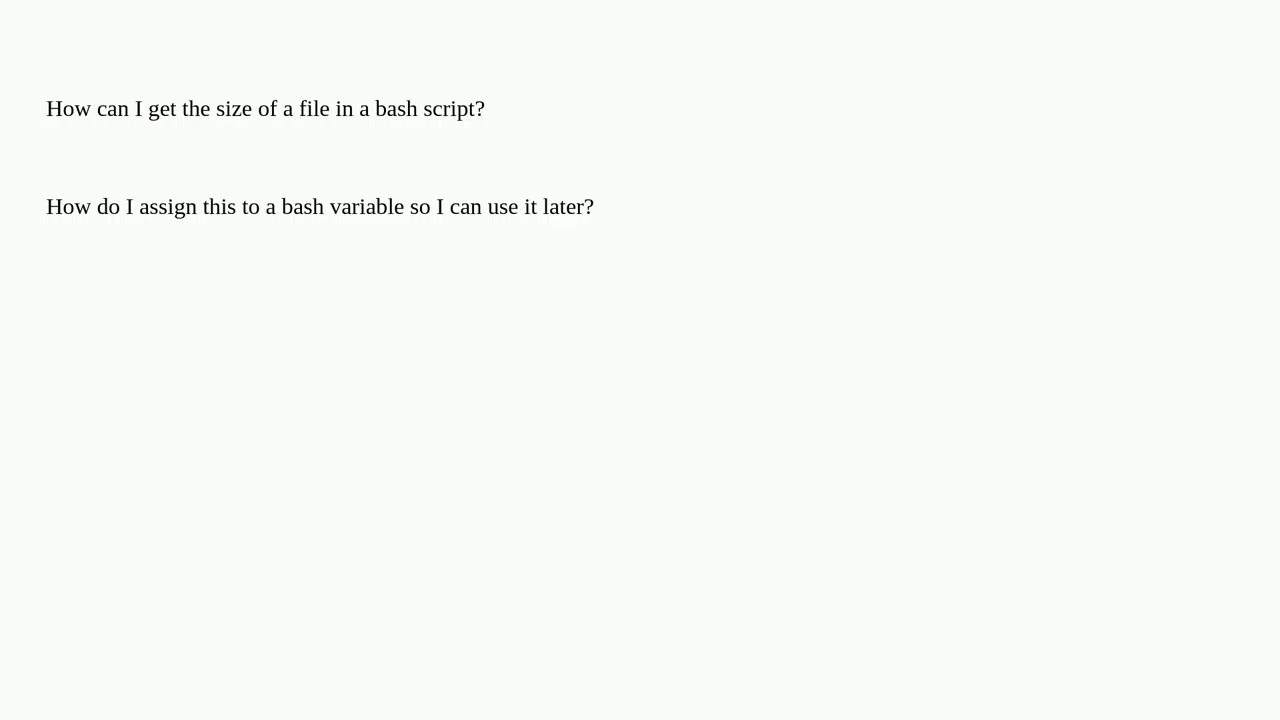 How can I get the size of a file in a bash script?
How do I assign this to a bash variable so I can use it later?